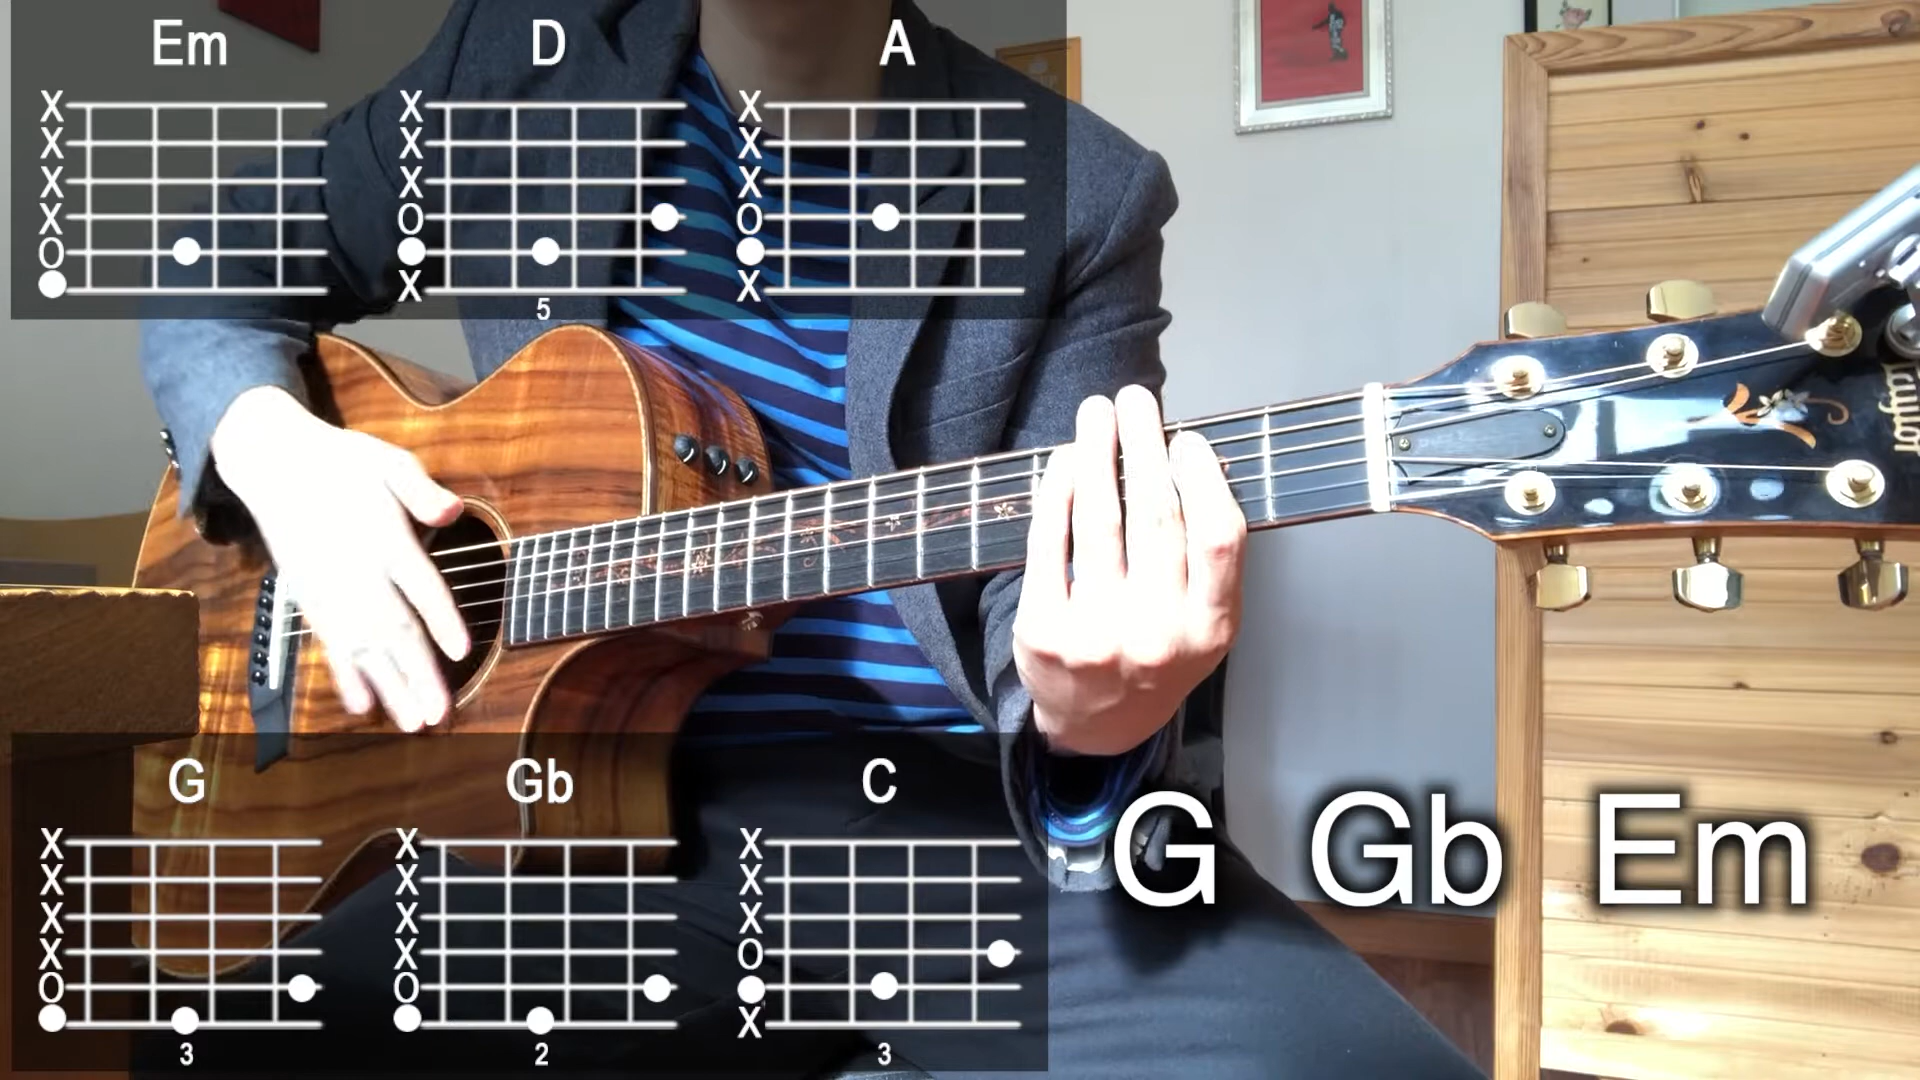 Em D A
X X X
X X X
X X X
X O O
O
X X
5
G Gb C
X X X
X X X
X X X
X X O
O O
X
3 2 3
G Gb Em
Taylor